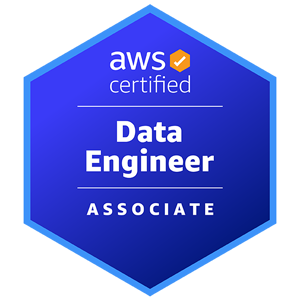 aws
certified
Data
Engineer
ASSOCIATE